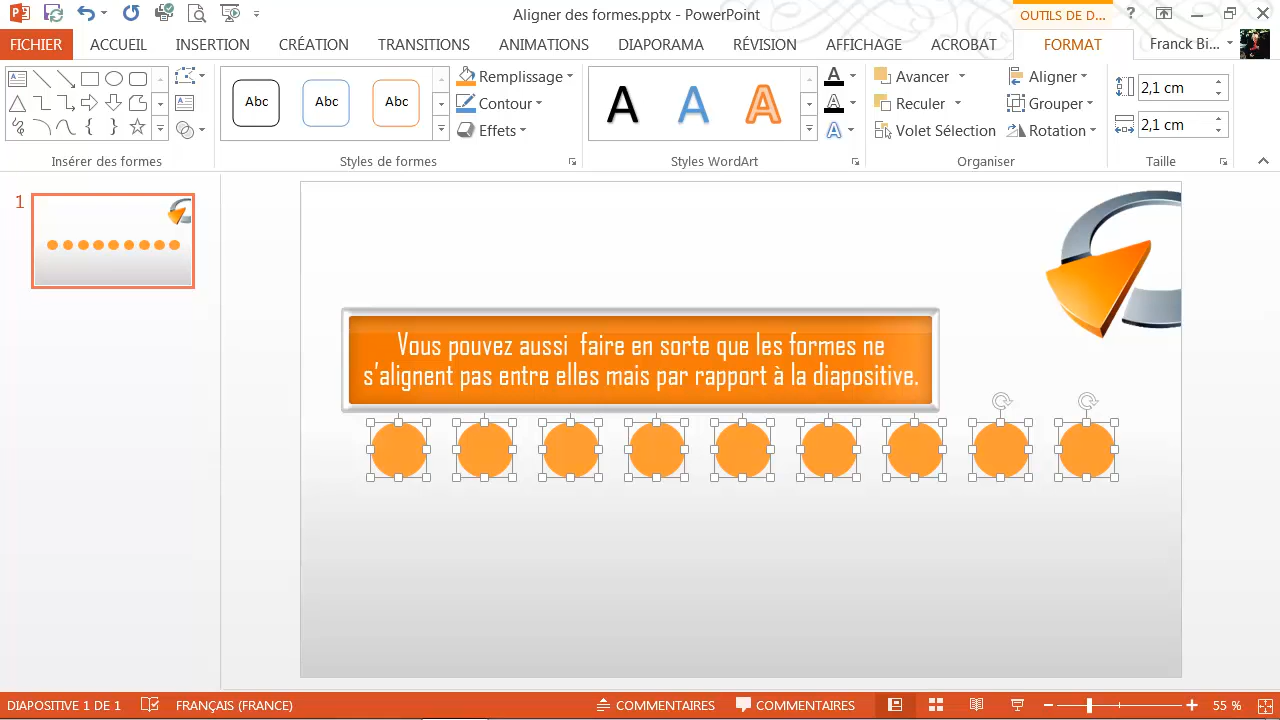 Aligner des formes.pptx - PowerPoint
OUTILS DE D...
?
FICHIER
ACCUEIL
INSERTION
CRÉATION
TRANSITIONS
ANIMATIONS
DIAPORAMA
RÉVISION
AFFICHAGE
ACROBAT
FORMAT
Franck Bi...
Abc
Abc
Abc
Remplissage
Contour
Effets
A
A
A
A
A
A
Avancer
Reculer
Volet Sélection
Aligner
Grouper
Rotation
2,1 cm
2,1 cm
Insérer des formes
Styles de formes
Styles WordArt
Organiser
Taille
1
Vous pouvez aussi faire en sorte que les formes ne
s'alignent pas entre elles mais par rapport à la diapositive.
DIAPOSITIVE 1 DE 1
FRANÇAIS (FRANCE)
COMMENTAIRES
COMMENTAIRES
55 %